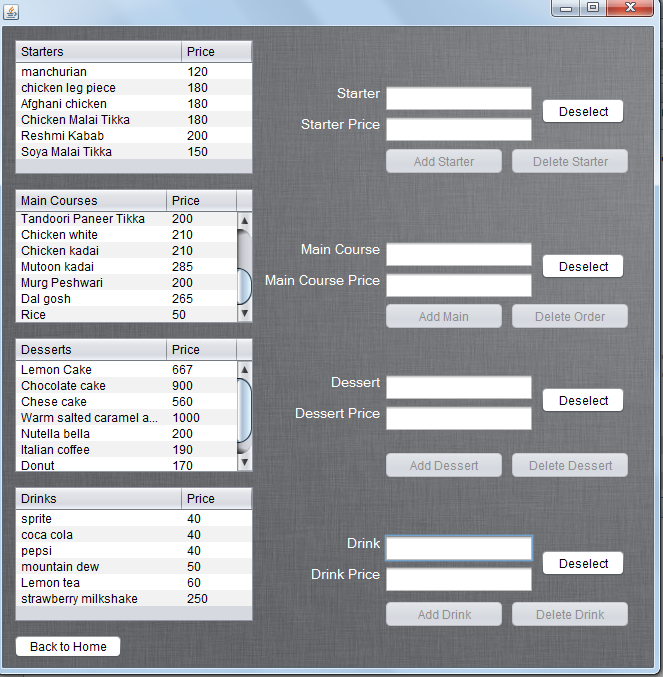 Starters Price
manchurian 120
chicken leg piece 180
Afghani chicken 180
Chicken Malai Tikka 180
Reshmi Kabab 200
Soya Malai Tikka 150
Starter
Starter Price
Deselect
Add Starter Delete Starter
Main Courses Price
Tandoori Paneer Tikka 200
Chicken white 210
Chicken kadai 210
Mutoon kadai 285
Murg Peshwari 200
Dal gosh 265
Rice 50
Main Course
Main Course Price
Deselect
Add Main Delete Order
Desserts Price
Lemon Cake 667
Chocolate cake 900
Chese cake 560
Warm salted caramel a... 1000
Nutella bella 200
Italian coffee 190
Donut 170
Dessert
Dessert Price
Deselect
Add Dessert Delete Dessert
Drinks Price
sprite 40
coca cola 40
pepsi 40
mountain dew 50
Lemon tea 60
strawberry milkshake 250
Drink
Drink Price
Deselect
Add Drink Delete Drink
Back to Home